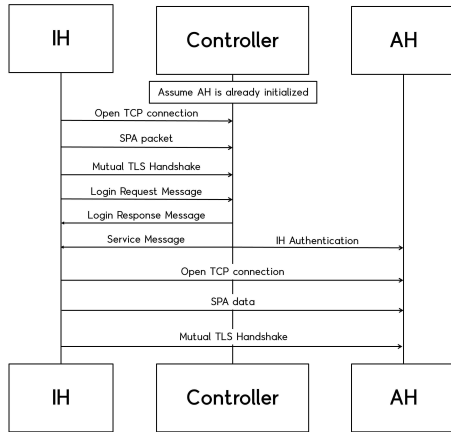 IH
Controller
AH
Assume AH is already initialized
Open TCP connection
SPA packet
Mutual TLS Handshake
Login Request Message
Login Response Message
Service Message
IH Authentication
Open TCP connection
SPA data
Mutual TLS Handshake
IH
Controller
AH